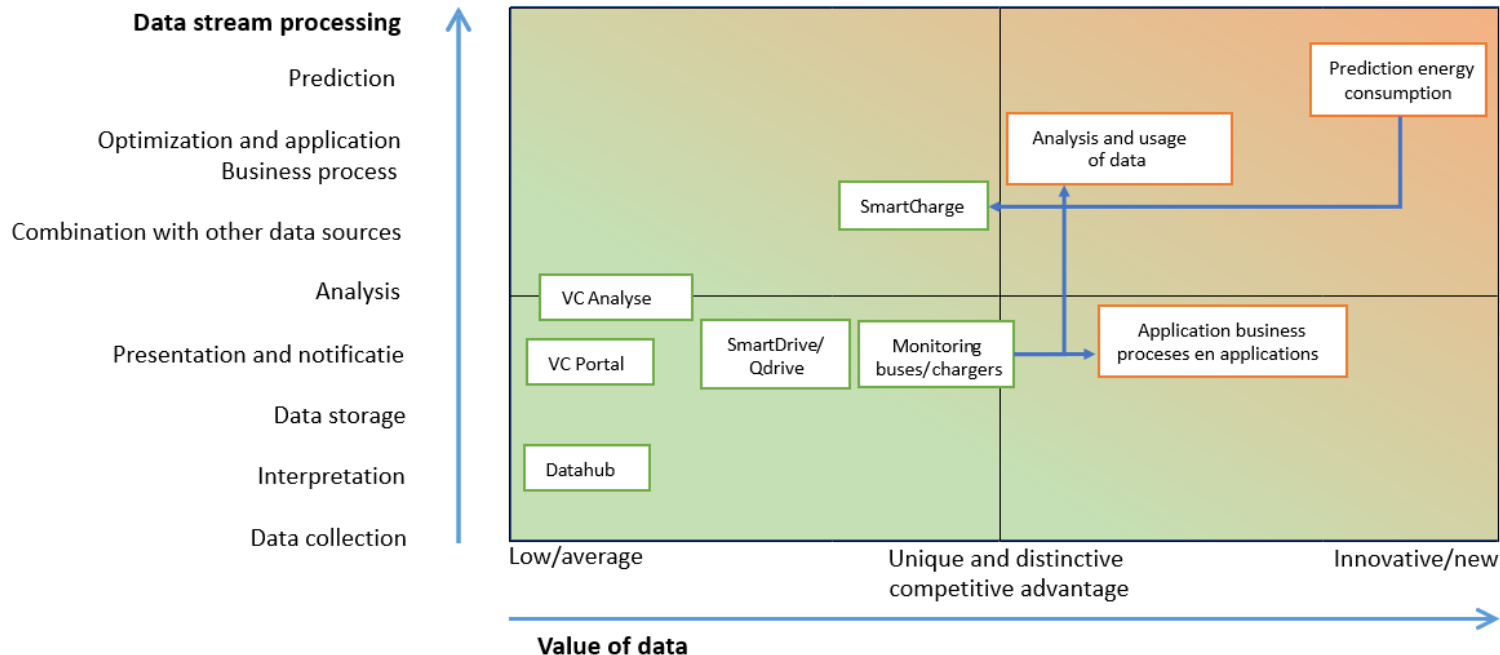 Data stream processing
Prediction
Optimization and application
Business process
Combination with other data sources
Analysis
Presentation and notificatie
Data storage
Interpretation
Data collection
Prediction energy
consumption
Analysis and usage
of data
SmartCharge
VC Analyse
VC Portal
SmartDrive/
Qdrive
Monitoring
buses/chargers
Application business
proceses en applications
Datahub
Low/average
Unique and distinctive
competitive advantage
Innovative/new
Value of data